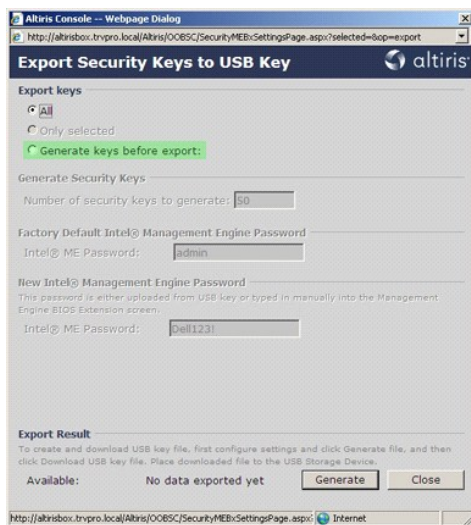 Altiris Console -- Webpage Dialog
http://altirisbox.trvpro.local/Altiris/OOBSC/SecurityMEBxSettingsPage.aspx?selected=&op=export
Export Security Keys to USB Key
altiris
Export keys
All
Only selected
Generate keys before export:
Generate Security Keys
Number of security keys to generate: 50
Factory Default Intel® Management Engine Password
Intel® ME Password: admin
New Intel® Management Engine Password
This password is either uploaded from USB key or typed in manually into the Management
Engine BIOS Extension screen.
Intel® ME Password: Dell123!
Export Result
To create and download USB key file, first configure settings and click Generate file, and then
click Download USB key file. Place downloaded file to the USB Storage Device.
Available: No data exported yet Generate Close
http://altirisbox.trvpro.local/Altiris/OOBSC/SecurityMEBxSettingsPage.aspx? Internet